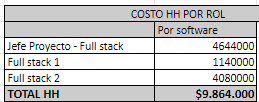 COSTO HH POR ROL
Por software
Jefe Proyecto - Full stack 4644000
Full stack 1 1140000
Full stack 2 4080000
TOTAL HH $9.864.000